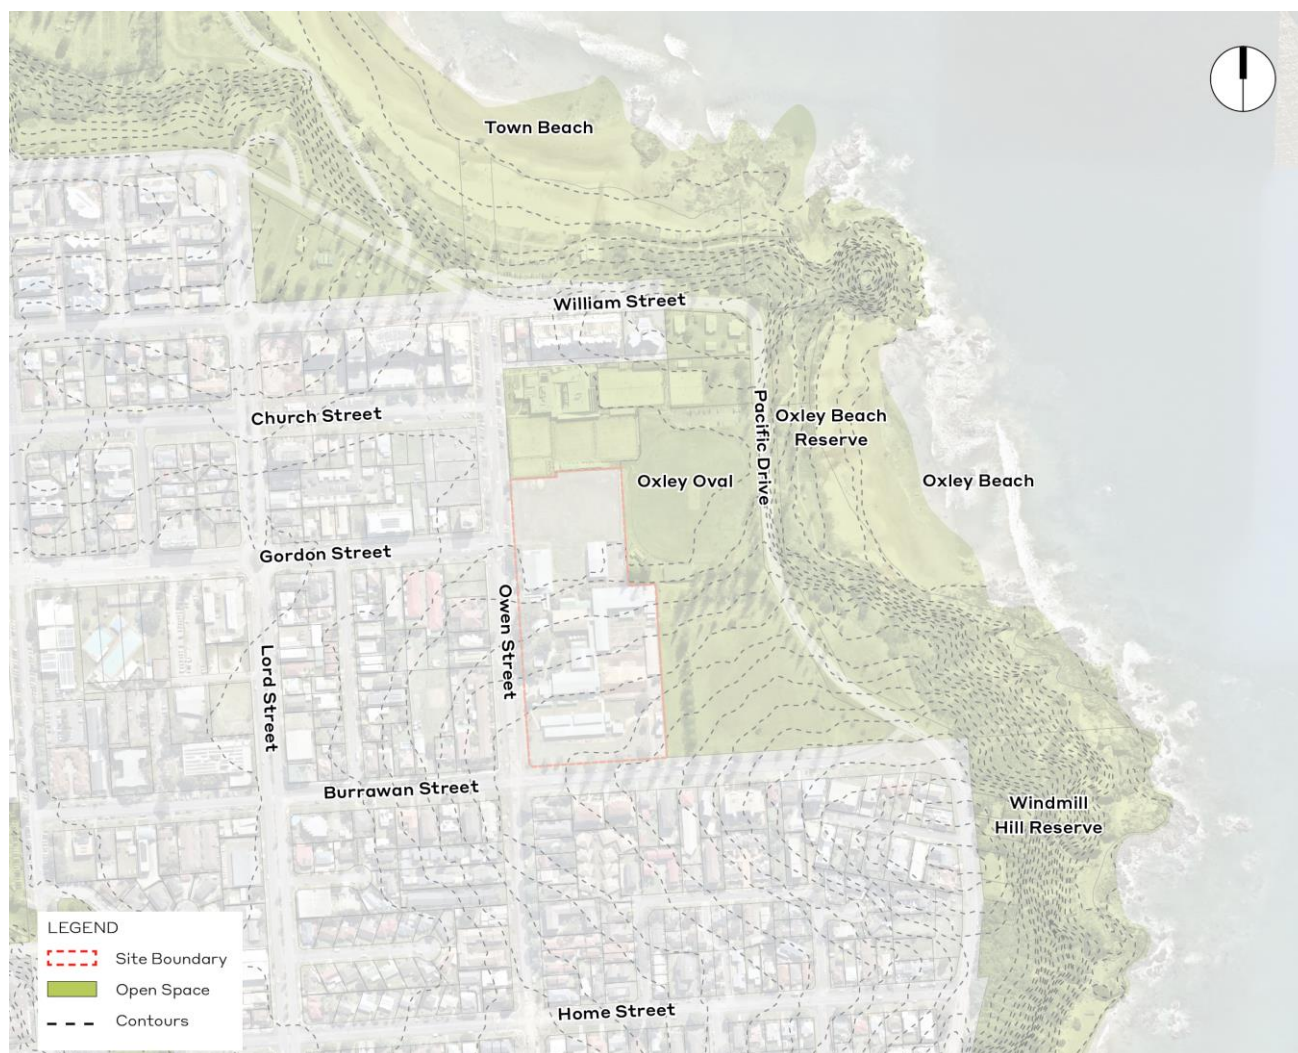 Town Beach
William Street
Church Street
Pacific Drive
Oxley Beach
Reserve
Oxley Oval
Oxley Beach
Gordon Street
Owen Street
Lord Street
Burrawan Street
Windmill
Hill Reserve
Home Street
LEGEND
Site Boundary
Open Space
Contours